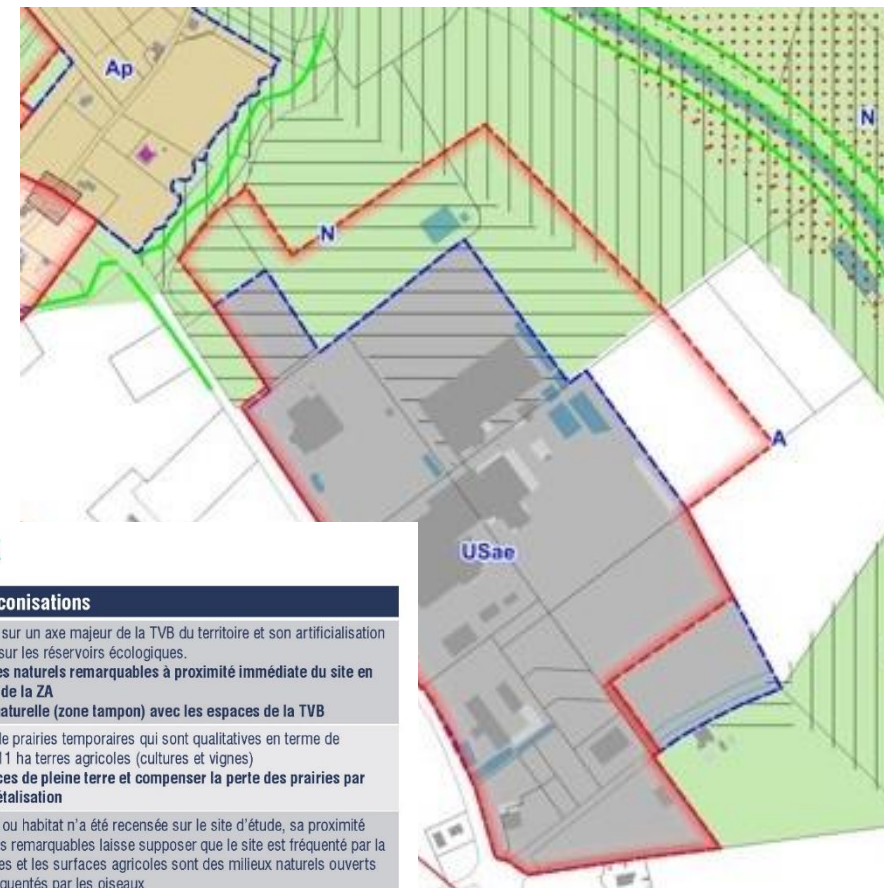 Ap
N
N
A
USae
conisations
sur un axe majeur de la TVB du territoire et son artificialisation
sur les réservoirs écologiques.
es naturels remarquables à proximité immédiate du site en
de la ZA
aturelle (zone tampon) avec les espaces de la TVB
de prairies temporaires qui sont qualitatives en terme de
11 ha terres agricoles (cultures et vignes)
ces de pleine terre et compenser la perte des prairies par
étalisation
ou habitat n'a été recensée sur le site d'étude, sa proximité
s remarquables laisse supposer que le site est fréquenté par la
es et les surfaces agricoles sont des milieux naturels ouverts
équentés par les oiseaux